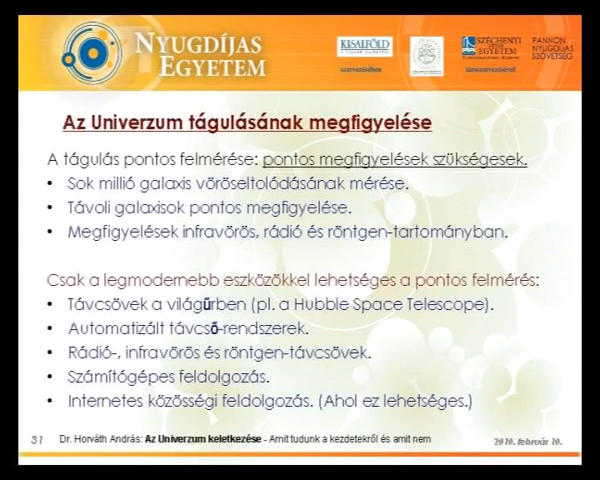 NYUGDÍJAS
EGYETEM
KISALFÖLD
szervezésében
SZÉCHENYI
EGYETEM
társszervezésével
PANNON
NYUGDÍJAS
SZÖVETSÉG
Az Univerzum tágulásának megfigyelése
A tágulás pontos felmérése: pontos megfigyelések szükségesek.
• Sok millió galaxis vöröseltolódásának mérése.
• Távoli galaxisok pontos megfigyelése.
• Megfigyelések infravörös, rádió és röntgen-tartományban.
Csak a legmodernebb eszközökkel lehetséges a pontos felmérés:
• Távcsövek a világűrben (pl. a Hubble Space Telescope).
• Automatizált távcső-rendszerek.
• Rádió-, infravörös és röntgen-távcsövek.
• Számítógépes feldolgozás.
• Internetes közösségi feldolgozás. (Ahol ez lehetséges.)
31 Dr. Horváth András: Az Univerzum keletkezése - Amit tudunk a kezdetekről és amit nem 2010. február 10.